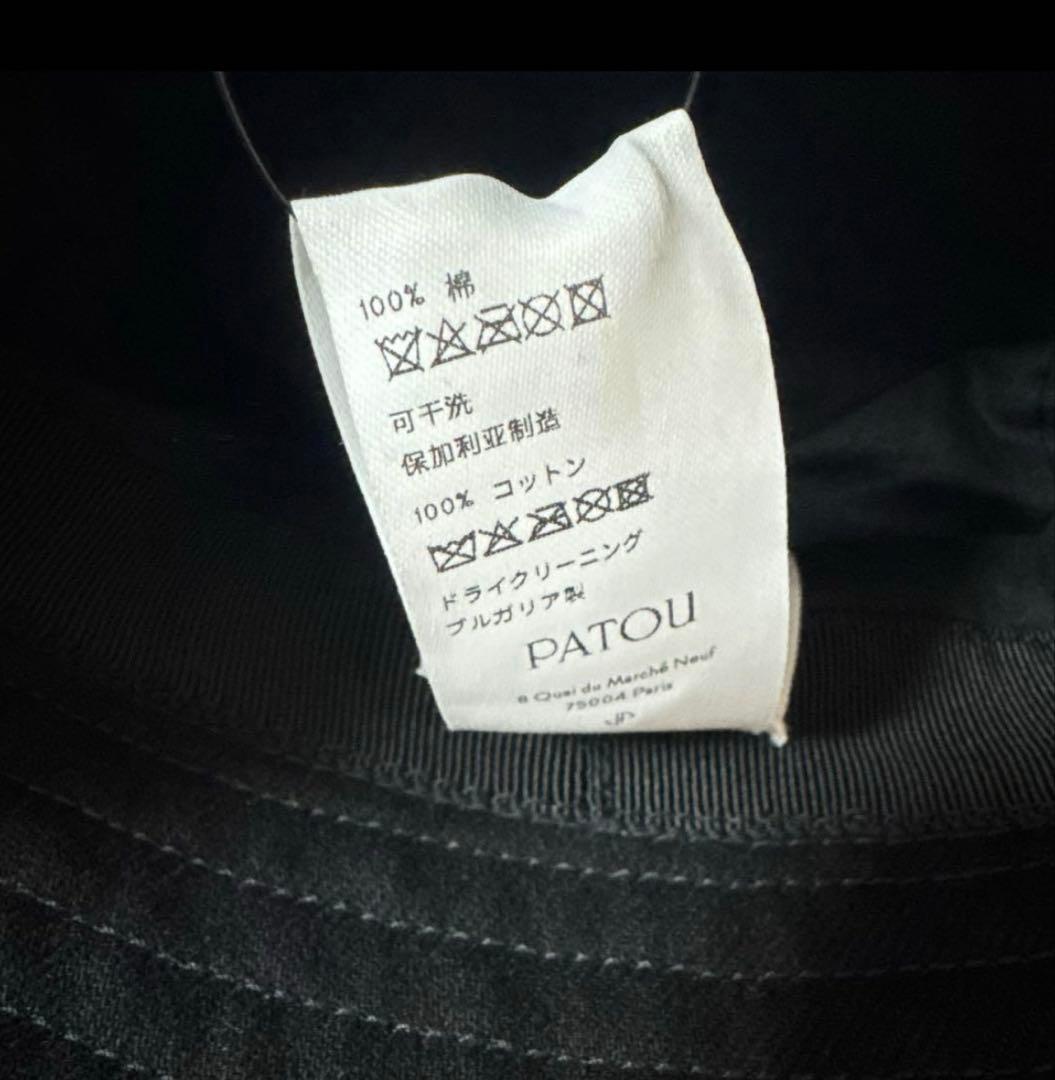 100% 棉
可干洗
保加利亚制造
100% コットン
ドライクリーニング
ブルガリア製
PATOU
8 Quai du Marché Neuf
75004 Paris
JP